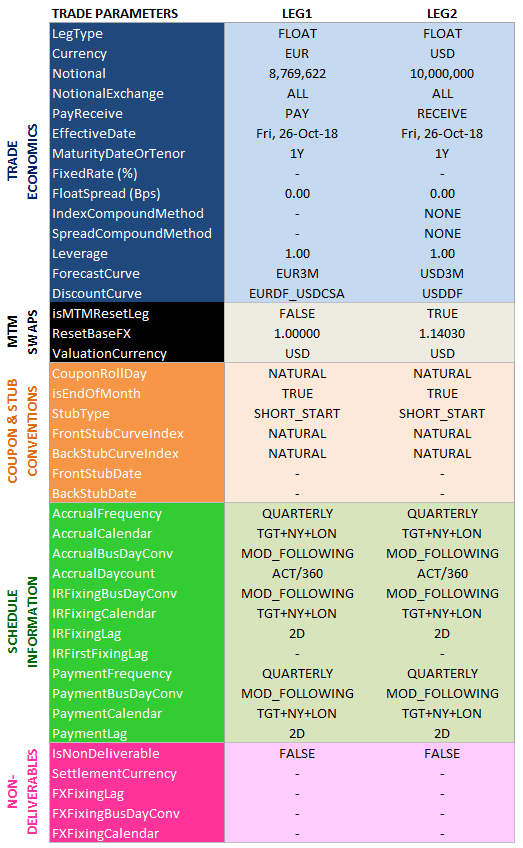 TRADE PARAMETERS LEG1 LEG2
TRADE
ECONOMICS
LegType FLOAT FLOAT
Currency EUR USD
Notional 8,769,622 10,000,000
NotionalExchange ALL ALL
PayReceive PAY RECEIVE
EffectiveDate Fri, 26-Oct-18 Fri, 26-Oct-18
MaturityDateOrTenor 1Y 1Y
FixedRate (%) - -
FloatSpread (Bps) 0.00 0.00
IndexCompoundMethod - NONE
SpreadCompoundMethod - NONE
Leverage 1.00 1.00
ForecastCurve EUR3M USD3M
DiscountCurve EURDF_USDCSA USDDF
MTM
SWAPS
isMTMResetLeg FALSE TRUE
ResetBaseFX 1.00000 1.14030
ValuationCurrency USD USD
COUPON & STUB
CONVENTIONS
CouponRollDay NATURAL NATURAL
isEndOfMonth TRUE TRUE
StubType SHORT_START SHORT_START
FrontStubCurveIndex NATURAL NATURAL
BackStubCurveIndex NATURAL NATURAL
FrontStubDate - -
BackStubDate - -
SCHEDULE
INFORMATION
AccrualFrequency QUARTERLY QUARTERLY
AccrualCalendar TGT+NY+LON TGT+NY+LON
AccrualBusDayConv MOD_FOLLOWING MOD_FOLLOWING
AccrualDaycount ACT/360 ACT/360
IRFixingBusDayConv MOD_FOLLOWING MOD_FOLLOWING
IRFixingCalendar TGT+NY+LON TGT+NY+LON
IRFixingLag 2D 2D
IRFirstFixingLag - -
PaymentFrequency QUARTERLY QUARTERLY
PaymentBusDayConv MOD_FOLLOWING MOD_FOLLOWING
PaymentCalendar TGT+NY+LON TGT+NY+LON
PaymentLag 2D 2D
NON-
DELIVERABLES
IsNonDeliverable FALSE FALSE
SettlementCurrency - -
FXFixingLag - -
FXFixingBusDayConv - -
FXFixingCalendar - -